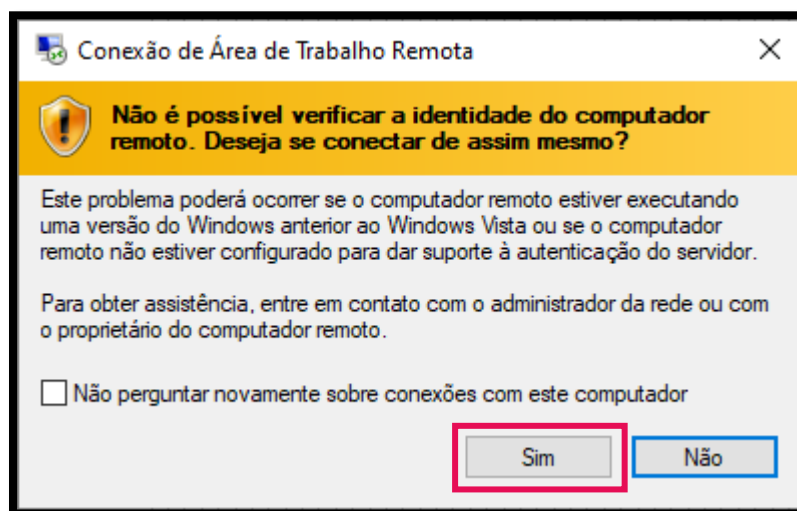 Conexão de Área de Trabalho Remota
Não é possível verificar a identidade do computador
remoto. Deseja se conectar de assim mesmo?
Este problema poderá ocorrer se o computador remoto estiver executando
uma versão do Windows anterior ao Windows Vista ou se o computador
remoto não estiver configurado para dar suporte à autenticação do servidor.
Para obter assistência, entre em contato com o administrador da rede ou com
o proprietário do computador remoto.
Não perguntar novamente sobre conexões com este computador
Sim
Não